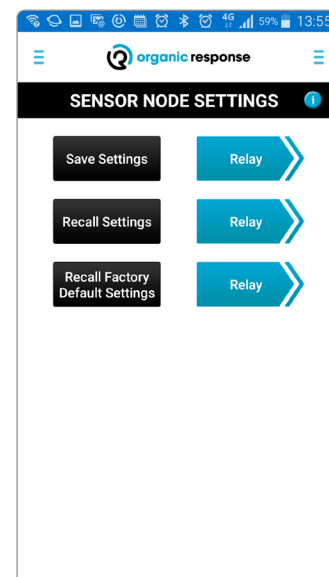 4G 59% 13:55
organic response
SENSOR NODE SETTINGS i
Save Settings Relay
Recall Settings Relay
Recall Factory
Default Settings Relay